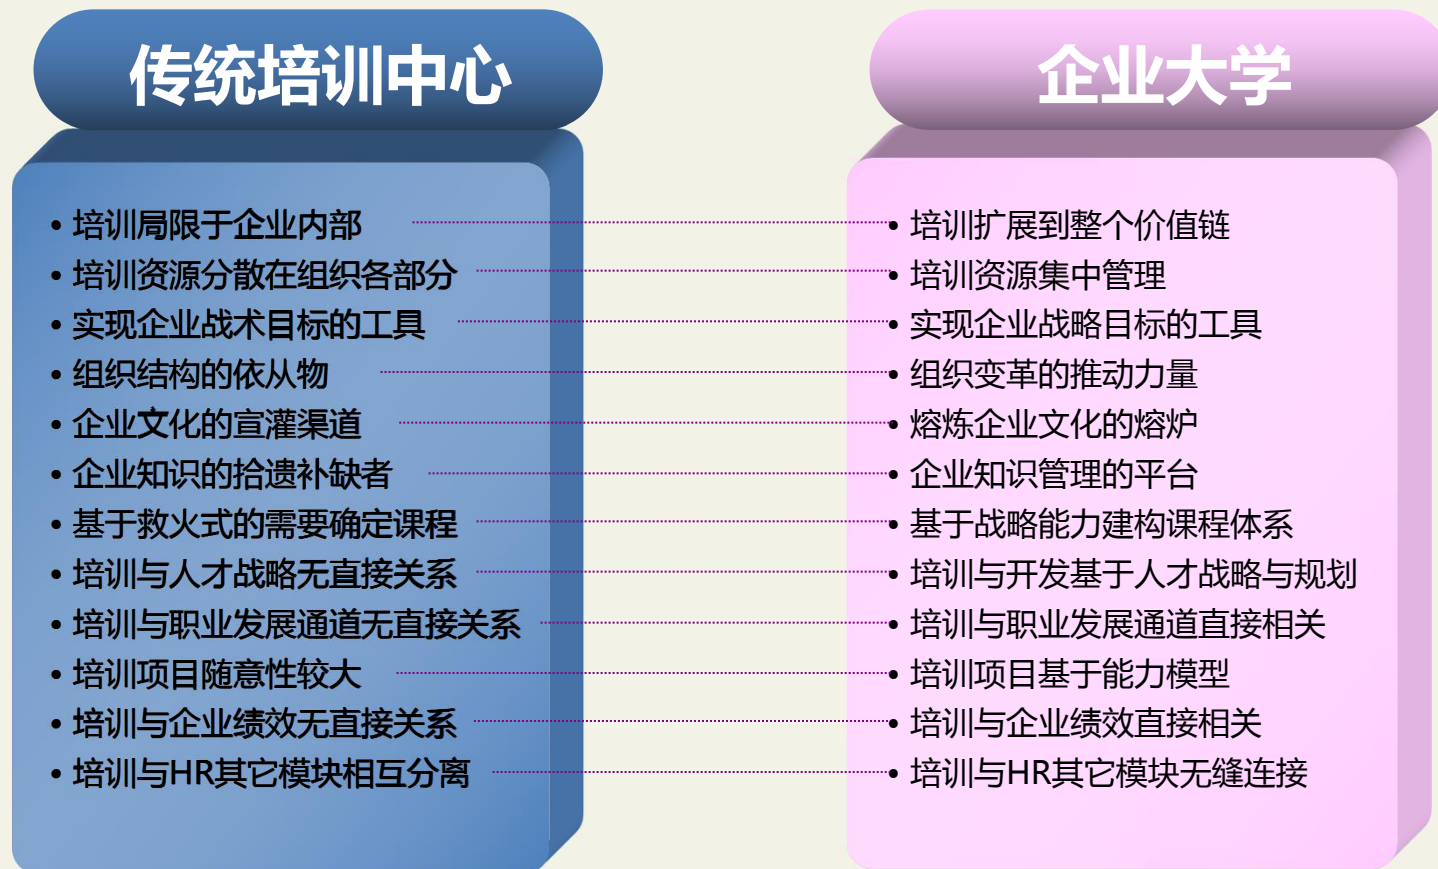 传统培训中心
• 培训局限于企业内部
• 培训资源分散在组织各部分
• 实现企业战术目标的工具
• 组织结构的依从物
• 企业文化的宣灌渠道
• 企业知识的拾遗补缺者
• 基于救火式的需要确定课程
• 培训与人才战略无直接关系
• 培训与职业发展通道无直接关系
• 培训项目随意性较大
• 培训与企业绩效无直接关系
• 培训与HR其它模块相互分离
企业大学
• 培训扩展到整个价值链
• 培训资源集中管理
• 实现企业战略目标的工具
• 组织变革的推动力量
• 熔炼企业文化的熔炉
• 企业知识管理的平台
• 基于战略能力建构课程体系
• 培训与开发基于人才战略与规划
• 培训与职业发展通道直接相关
• 培训项目基于能力模型
• 培训与企业绩效直接相关
• 培训与HR其它模块无缝连接